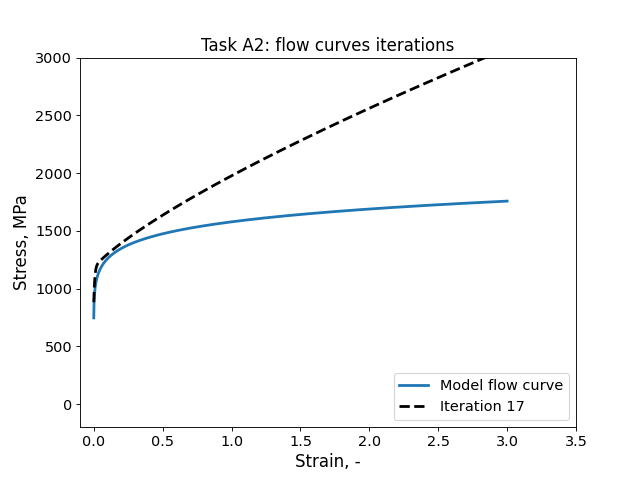 Task A2: flow curves iterations
3000
2500
2000
1500
1000
500
0
Stress, MPa
0.0 0.5 1.0 1.5 2.0 2.5 3.0 3.5
Strain, -
Model flow curve
Iteration 17